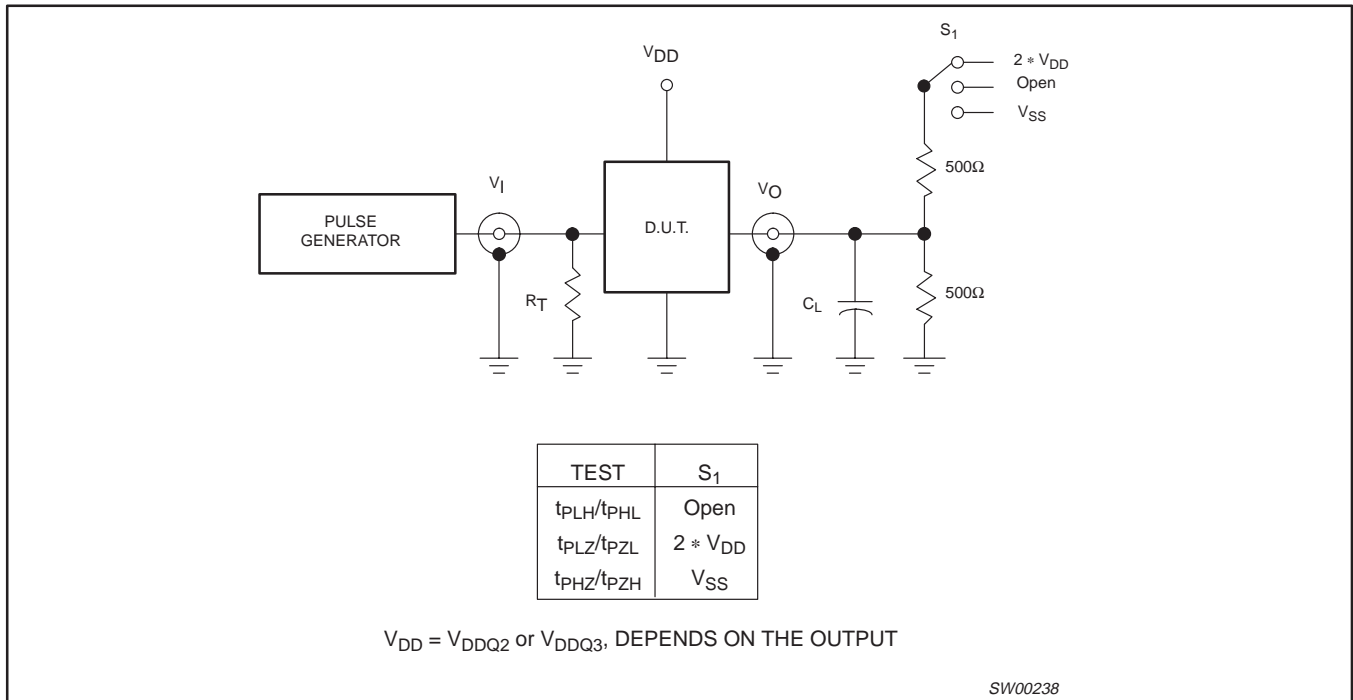 S1
VDD
2 * VDD
Open
VSS
500Ω
VI
VO
PULSE
GENERATOR
D.U.T.
RT
CL
500Ω
TEST S1
tPLH/tPHL Open
tPLZ/tPZL 2 * VDD
tPHZ/tPZH VSS
VDD = VDDQ2 or VDDQ3, DEPENDS ON THE OUTPUT
SW00238